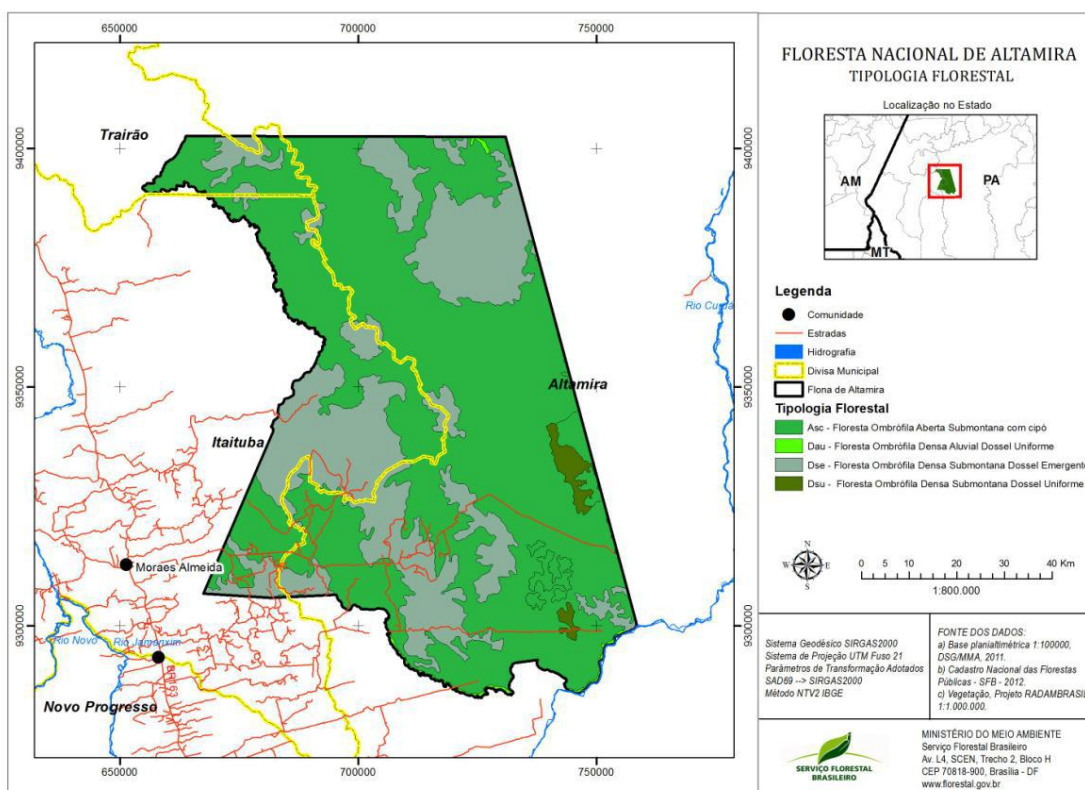 650000 700000 750000
Trairão
9400000 9400000
Rio Curuá
9350000 9350000
Altamira
Itaituba
Moraes Almeida
9300000 9300000
Rio Novo
Rio Jamanxim
Novo Progresso
650000 700000 750000
FLORESTA NACIONAL DE ALTAMIRA
TIPOLOGIA FLORESTAL
Localização no Estado
AM
PA
MT
Legenda
Comunidade
Estradas
Hidrografia
Divisa Municipal
Flona de Altamira
Tipologia Florestal
Asc - Floresta Ombrófila Aberta Submontana com cipó
Dau - Floresta Ombrófila Densa Aluvial Dossel Uniforme
Dse - Floresta Ombrófila Densa Submontana Dossel Emergente
Dsu - Floresta Ombrófila Densa Submontana Dossel Uniforme
N
W E
S
0 5 10 20 30 40 Km
1:800.000
Sistema Geodésico SIRGAS2000
Sistema de Projeção UTM Fuso 21
Parâmetros de Transformação Adotados
SAD69 --> SIRGAS2000
Método NTV2 IBGE
FONTE DOS DADOS:
a) Base planialtimétrica 1:100000,
DSG/MMA, 2011.
b) Cadastro Nacional das Florestas
Públicas - SFB - 2012.
c) Vegetação, Projeto RADAMBRASIL
1:1.000.000.
SERVIÇO FLORESTAL
BRASILEIRO
MINISTÉRIO DO MEIO AMBIENTE
Serviço Florestal Brasileiro
Av. L4, SCEN, Trecho 2, Bloco H
CEP 70818-900, Brasília - DF
www.florestal.gov.br